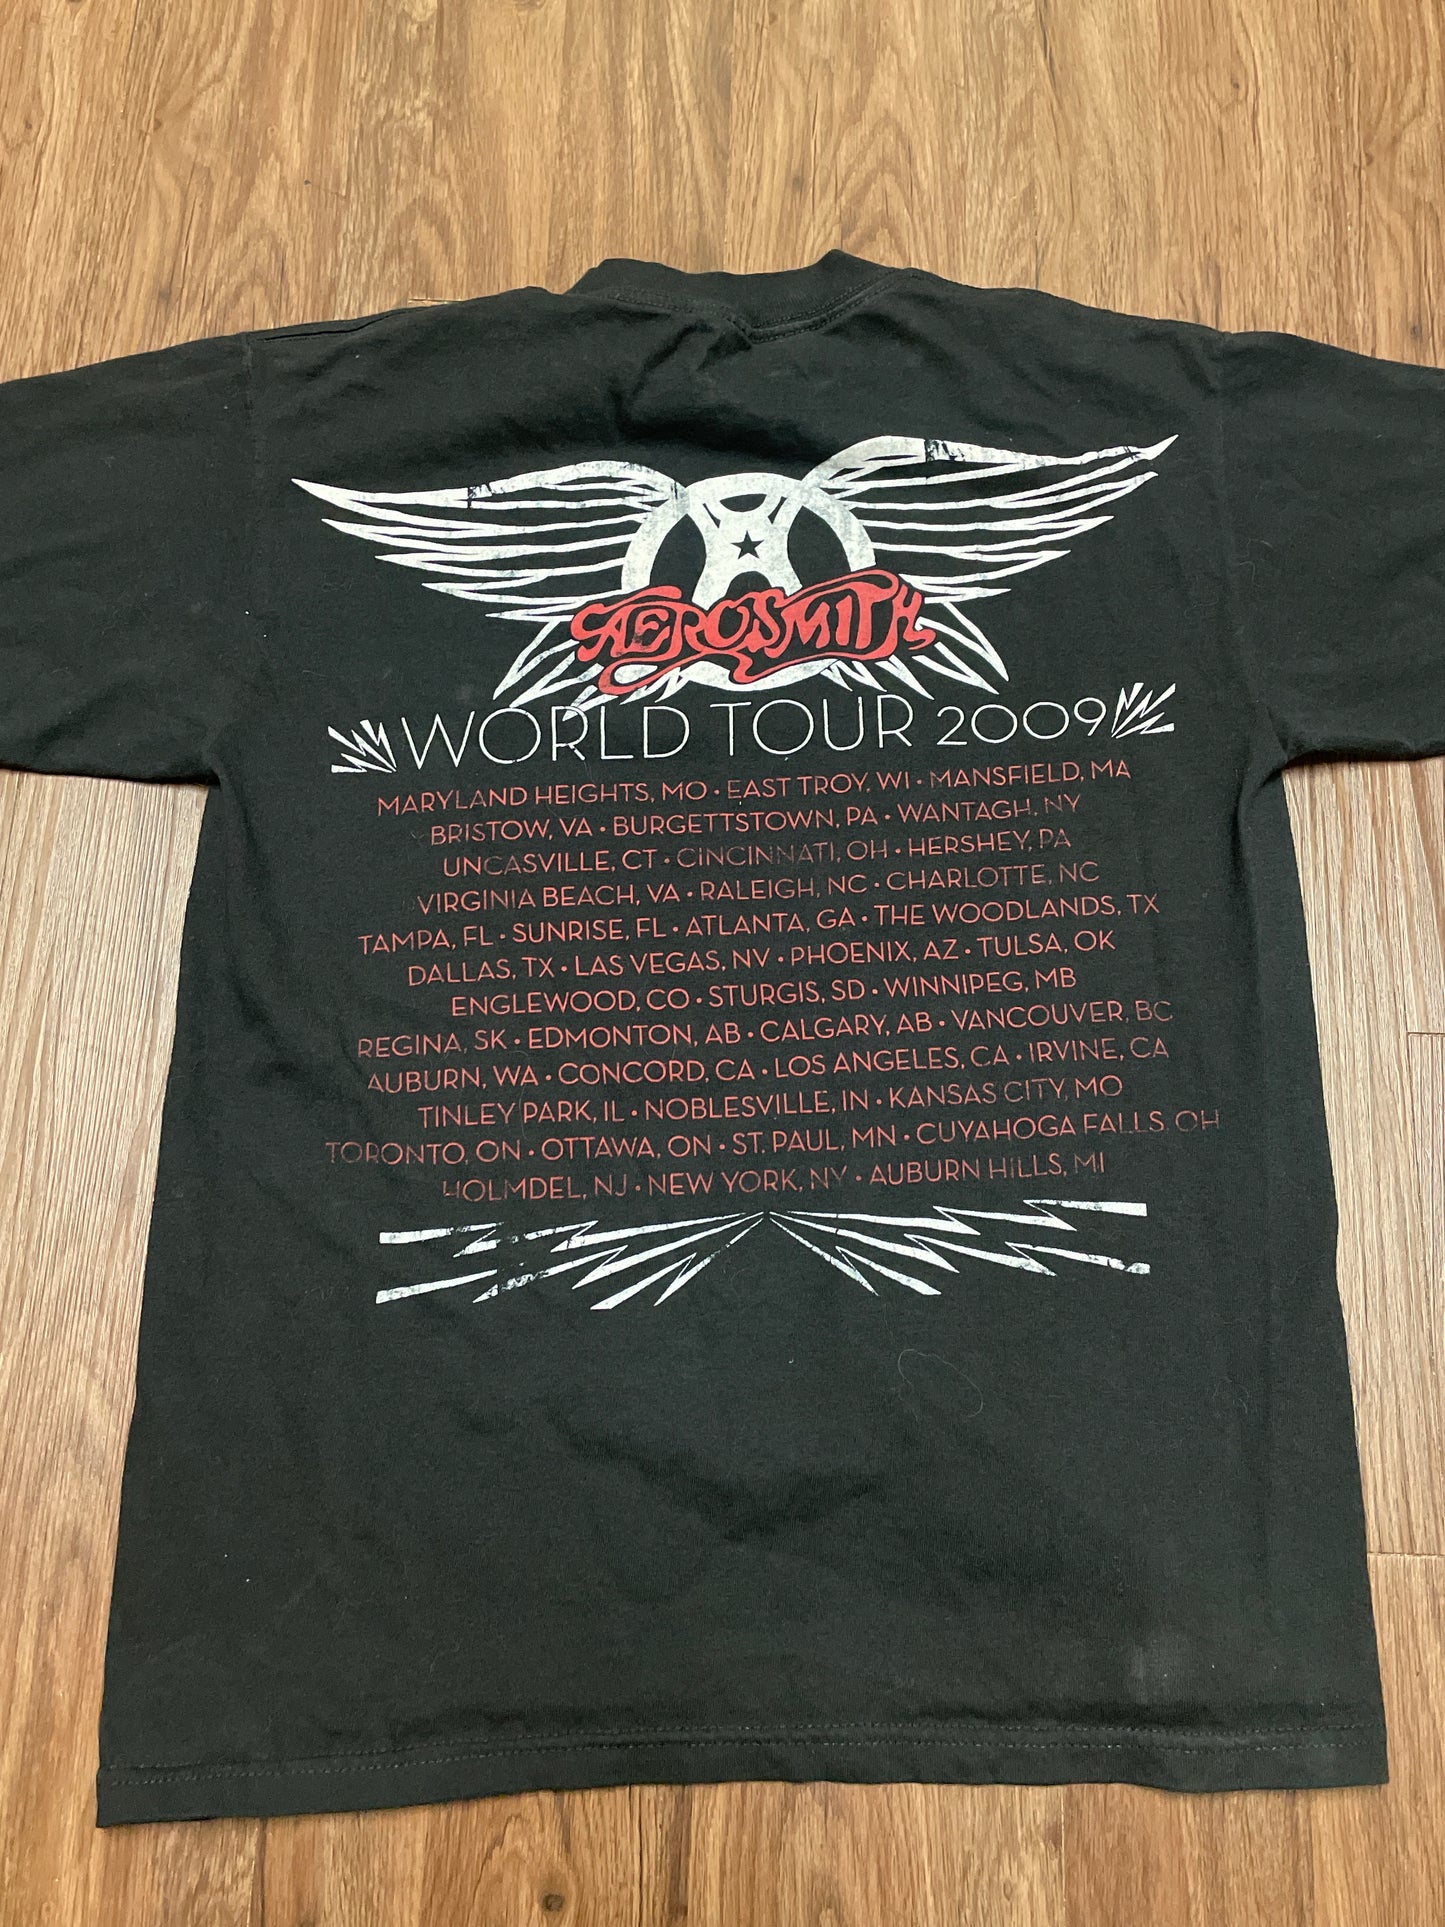 AEROSMITH
WORLD TOUR 2009
MARYLAND HEIGHTS, MO • EAST TROY, WI • MANSFIELD, MA
BRISTOW, VA • BURGETTSTOWN, PA • WANTAGH, NY
UNCASVILLE, CT • CINCINNATI, OH • HERSHEY, PA
VIRGINIA BEACH, VA • RALEIGH, NC • CHARLOTTE, NC
TAMPA, FL • SUNRISE, FL • ATLANTA, GA • THE WOODLANDS, TX
DALLAS, TX • LAS VEGAS, NV • PHOENIX, AZ • TULSA, OK
ENGLEWOOD, CO • STURGIS, SD • WINNIPEG, MB
REGINA, SK • EDMONTON, AB • CALGARY, AB • VANCOUVER, BC
AUBURN, WA • CONCORD, CA • LOS ANGELES, CA • IRVINE, CA
TINLEY PARK, IL • NOBLESVILLE, IN • KANSAS CITY, MO
TORONTO, ON • OTTAWA, ON • ST. PAUL, MN • CUYAHOGA FALLS, OH
HOLMDEL, NJ • NEW YORK, NY • AUBURN HILLS, MI